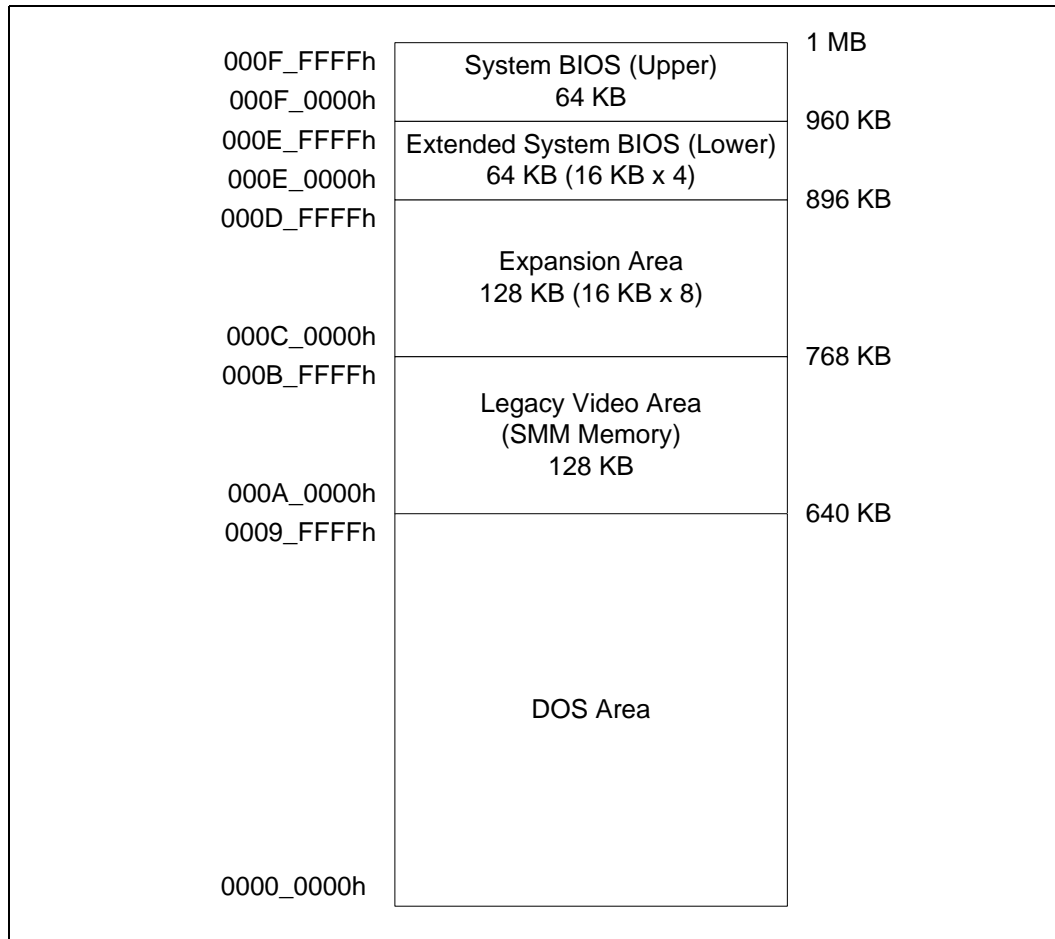 1 MB
000F_FFFFh
System BIOS (Upper)
64 KB
000F_0000h
960 KB
000E_FFFFh
Extended System BIOS (Lower)
64 KB (16 KB x 4)
000E_0000h
896 KB
000D_FFFFh
Expansion Area
128 KB (16 KB x 8)
000C_0000h
768 KB
000B_FFFFh
Legacy Video Area
(SMM Memory)
128 KB
000A_0000h
640 KB
0009_FFFFh
DOS Area
0000_0000h